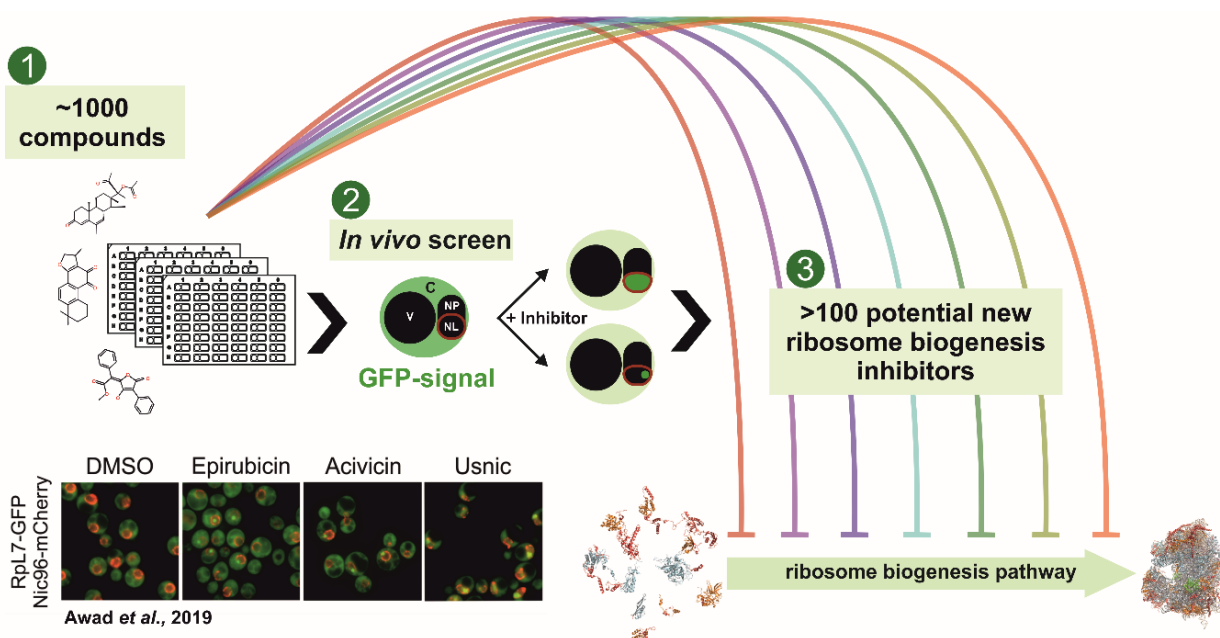 1
~1000
compounds
2
In vivo screen
C
V
NP
NL
+ Inhibitor
GFP-signal
3
>100 potential new
ribosome biogenesis
inhibitors
DMSO
Epirubicin
Acivicin
Usnic
RpL7-GFP
Nic96-mCherry
Awad et al., 2019
ribosome biogenesis pathway